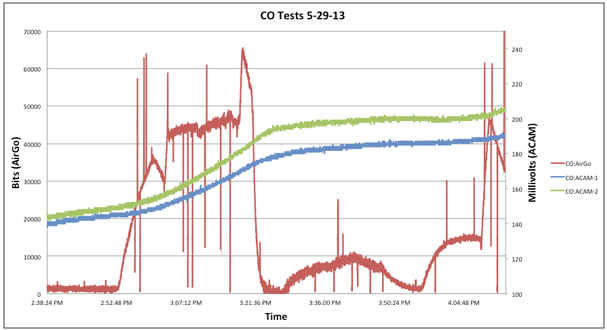 CO Tests 5-29-13
70000
60000
50000
40000
30000
20000
10000
0
Bits (AirGo)
240
220
200
180
160
140
120
100
Millivolts (ACAM)
CO:AirGo
CO:ACAM-1
CO:ACAM-2
2:38:24 PM 2:52:48 PM 3:07:12 PM 3:21:36 PM 3:36:00 PM 3:50:24 PM 4:04:48 PM
Time